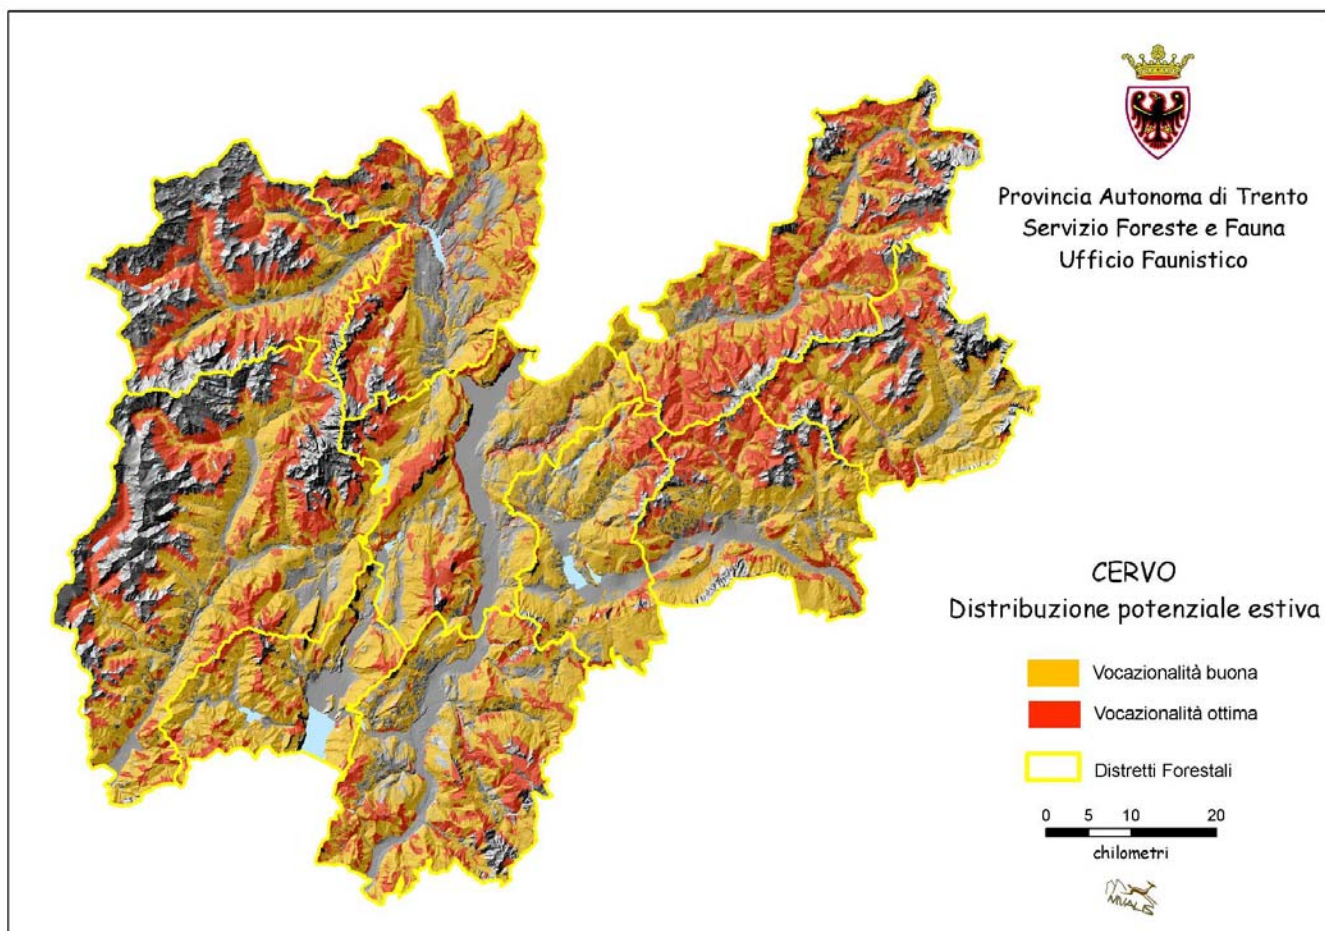 Provincia Autonoma di Trento
Servizio Foreste e Fauna
Ufficio Faunistico
CERVO
Distribuzione potenziale estiva
Vocazionalità buona
Vocazionalità ottima
Distretti Forestali
0 5 10 20
chilometri
NIVALIS